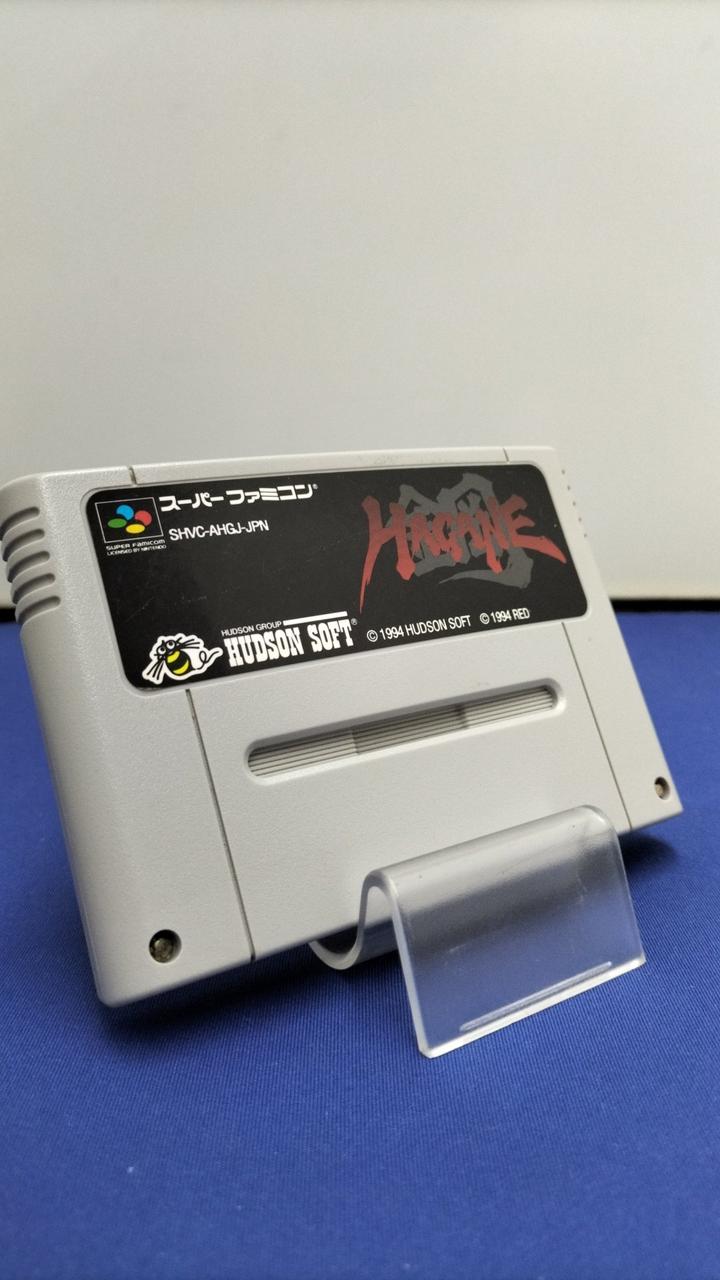 スーパーファミコン®
SUPER FAMICOM
LICENSED BY NINTENDO
SHVC-AHGJ-JPN
鋼
HAGANE
HUDSON GROUP
HUDSON SOFT®
© 1994 HUDSON SOFT © 1994 RED